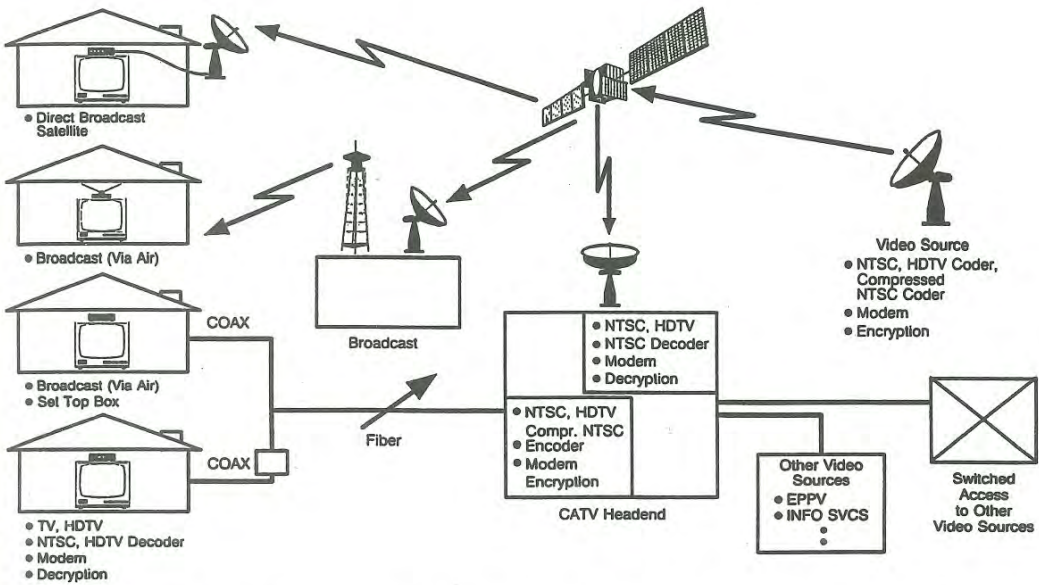 ● Direct Broadcast
Satellite
● Broadcast (Via Air)
COAX
● Broadcast (Via Air)
● Set Top Box
COAX
● TV, HDTV
● NTSC, HDTV Decoder
● Modem
● Decryption
Broadcast
Fiber
● NTSC, HDTV
● NTSC Decoder
● Modem
● Decryption
● NTSC, HDTV
Compr. NTSC
● Encoder
● Modem
Encryption
CATV Headend
Video Source
● NTSC, HDTV Coder,
Compressed
NTSC Coder
● Modem
● Encryption
Other Video
Sources
● EPPV
● INFO SVCS
●
●
Switched
Access
to Other
Video Sources